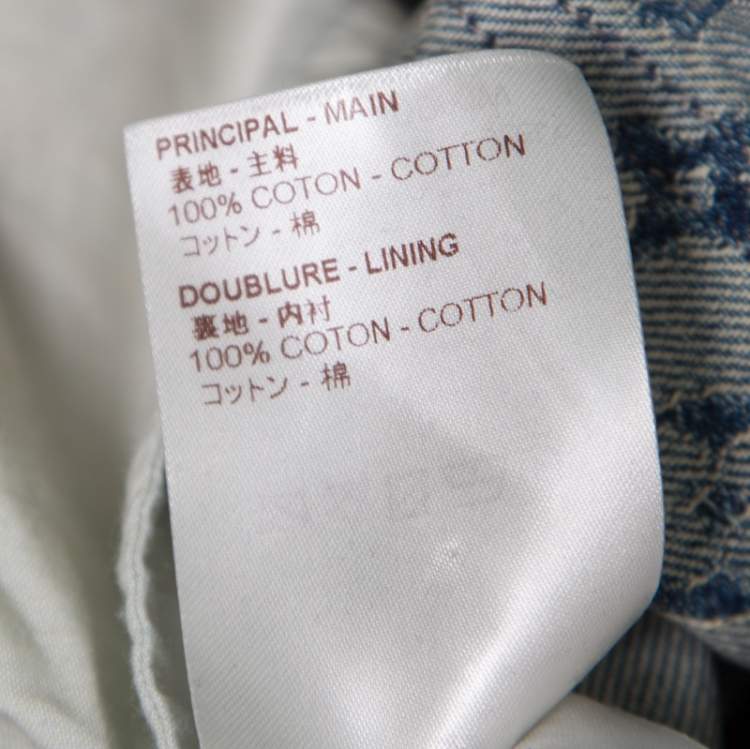 PRINCIPAL - MAIN
表地 - 主料
100% COTON - COTTON
コットン - 棉
DOUBLURE - LINING
裏地 - 内衬
100% COTON - COTTON
コットン - 棉